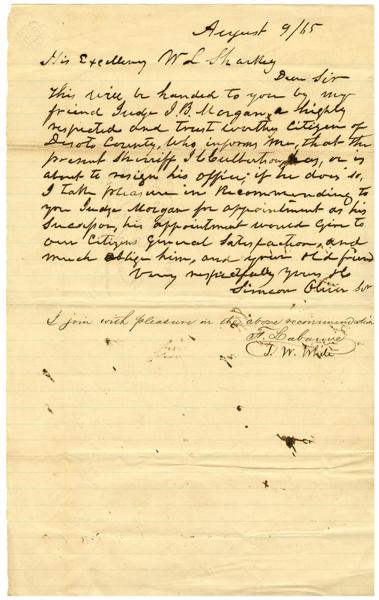 August 9/65
His Excellency W L Sharkey
Dear Sir
This will be handed to you by my
friend Judge J. B. Morgan, a highly
respected and trust worthy Citizen of
Desoto County, who informs me, that the
present Sheriff, has, or is
about to resign his office; if he does so,
I take pleasure in Recommending to
you Judge Morgan for appointment as his
Successor, his appointment would Give to
our Citizens General Satisfaction, and
much oblige him, and your old friend
Very respectfully Yours
Simeon Oliver Snr
I join with pleasure in the above recommendation
F. Labauve
T. W. White